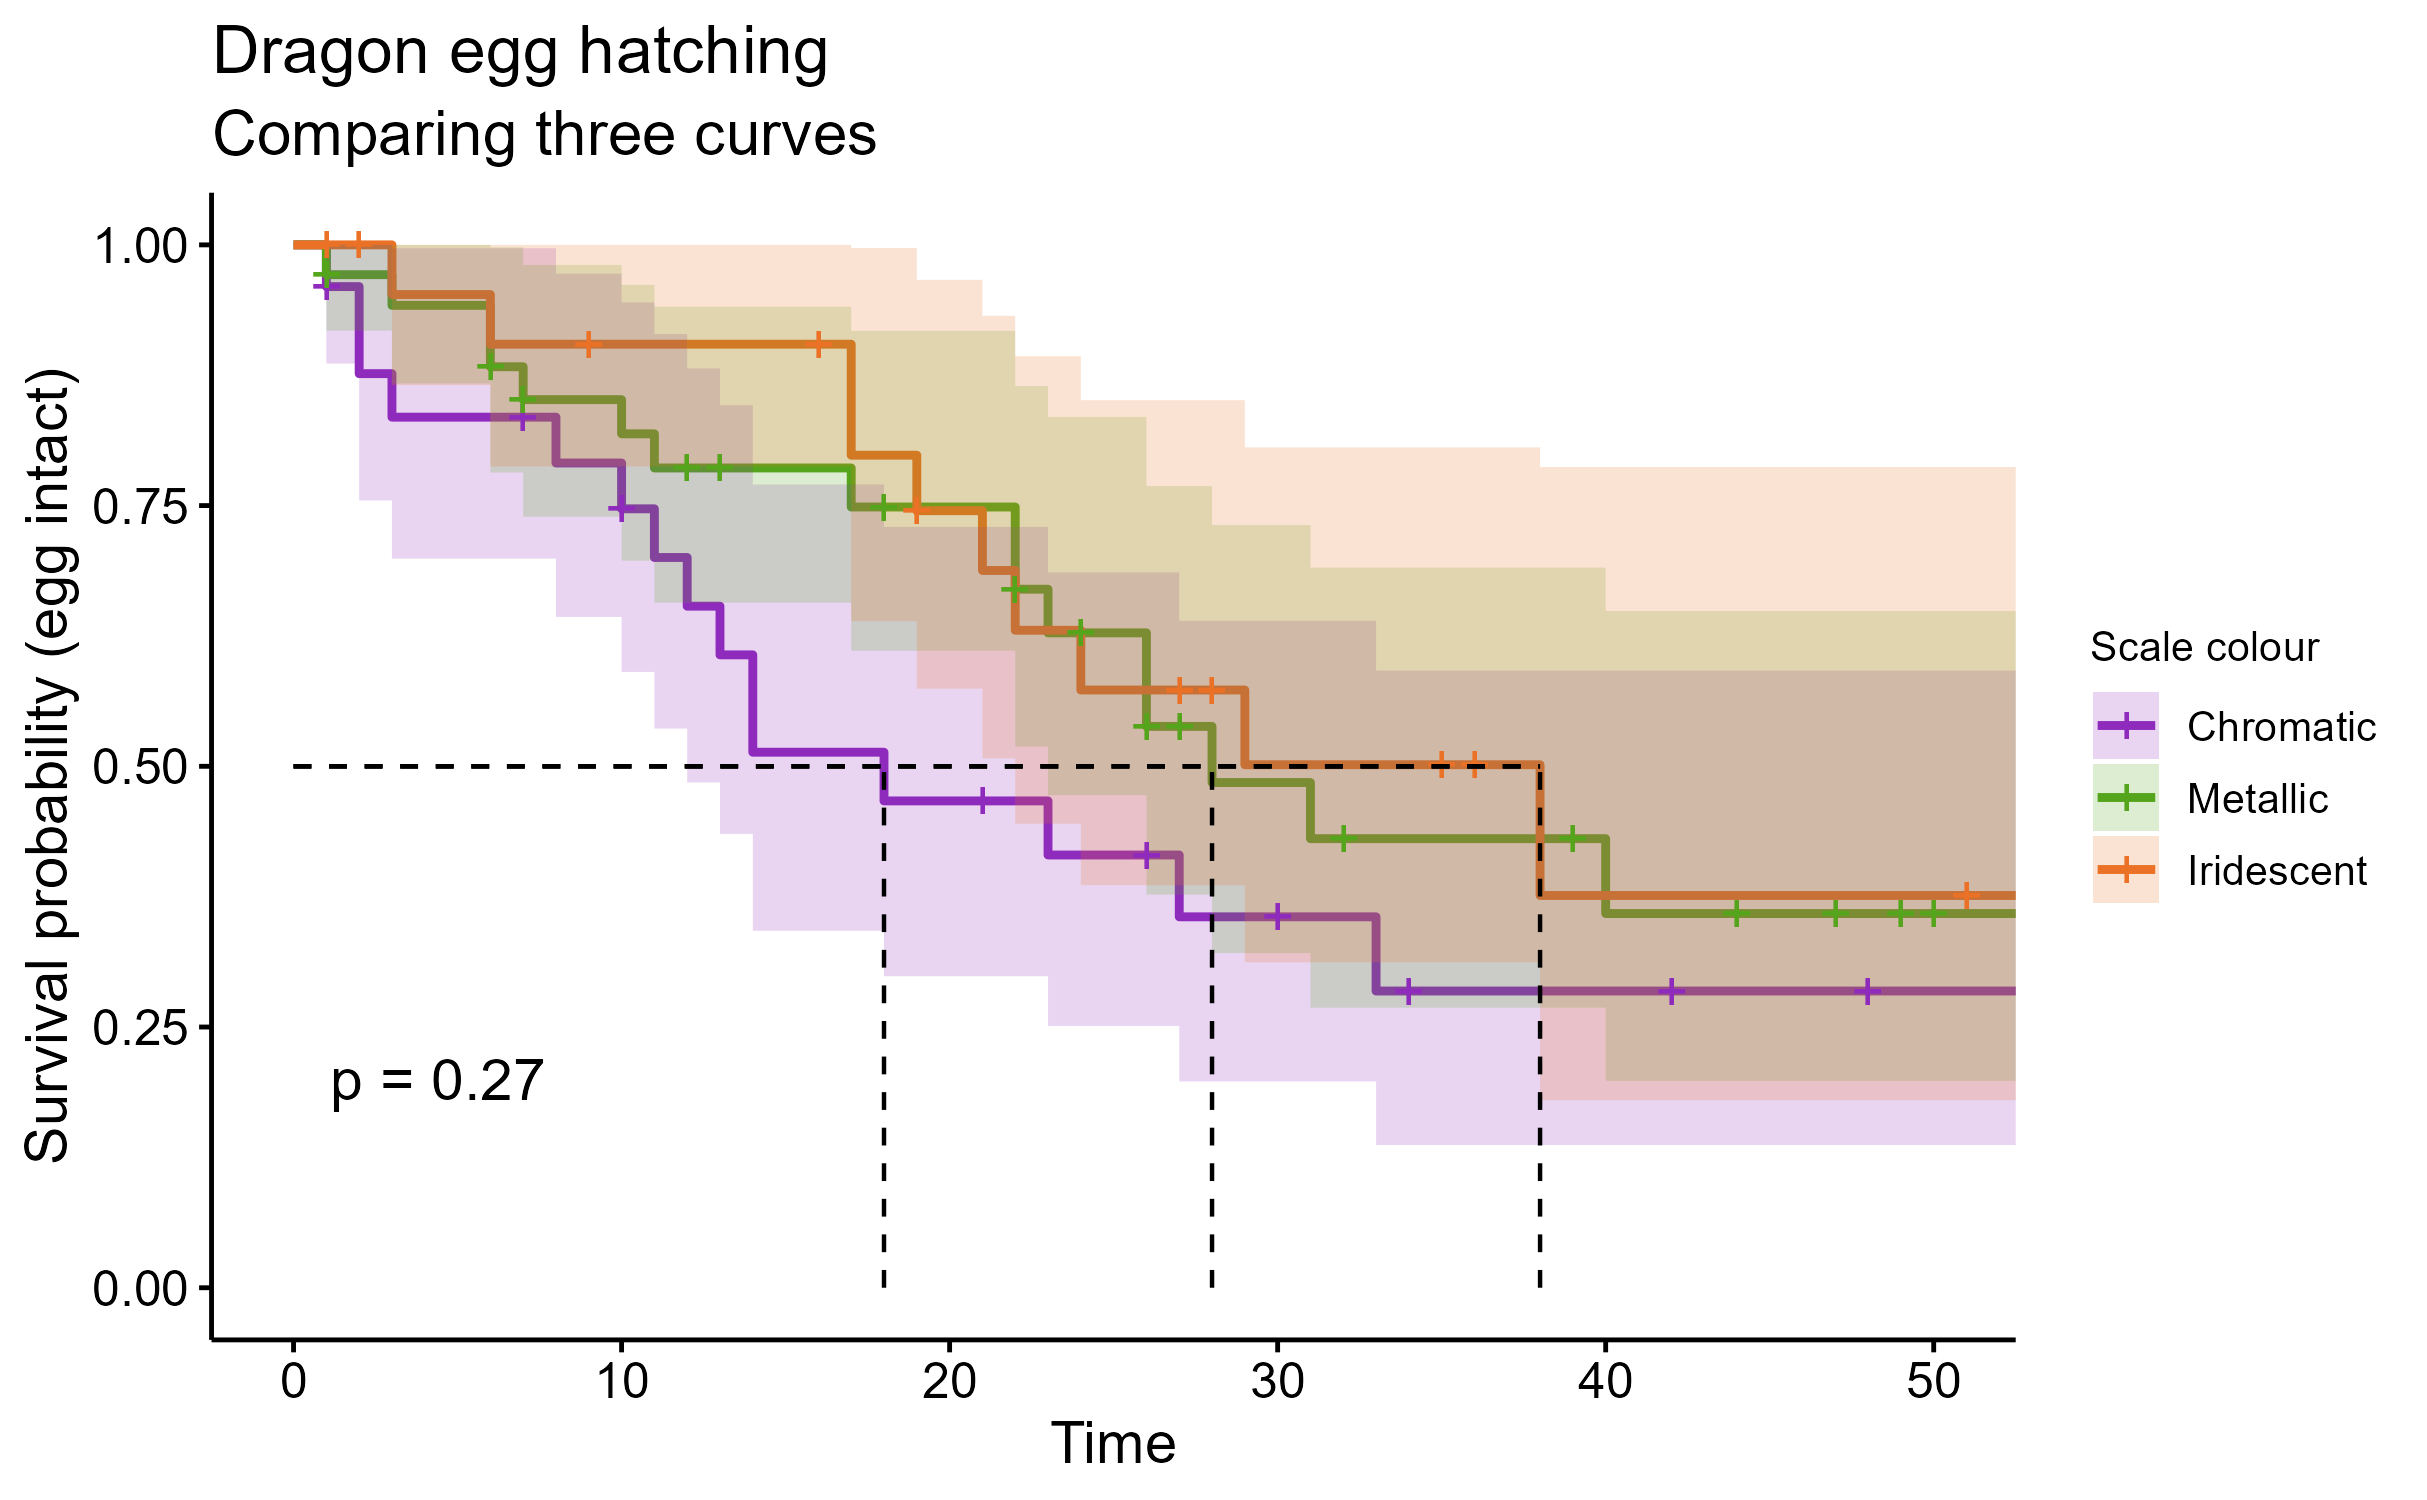 Dragon egg hatching
Comparing three curves
Survival probability (egg intact)
1.00
0.75
0.50
0.25
0.00
p = 0.27
0 10 20 30 40 50
Time
Scale colour
Chromatic
Metallic
Iridescent